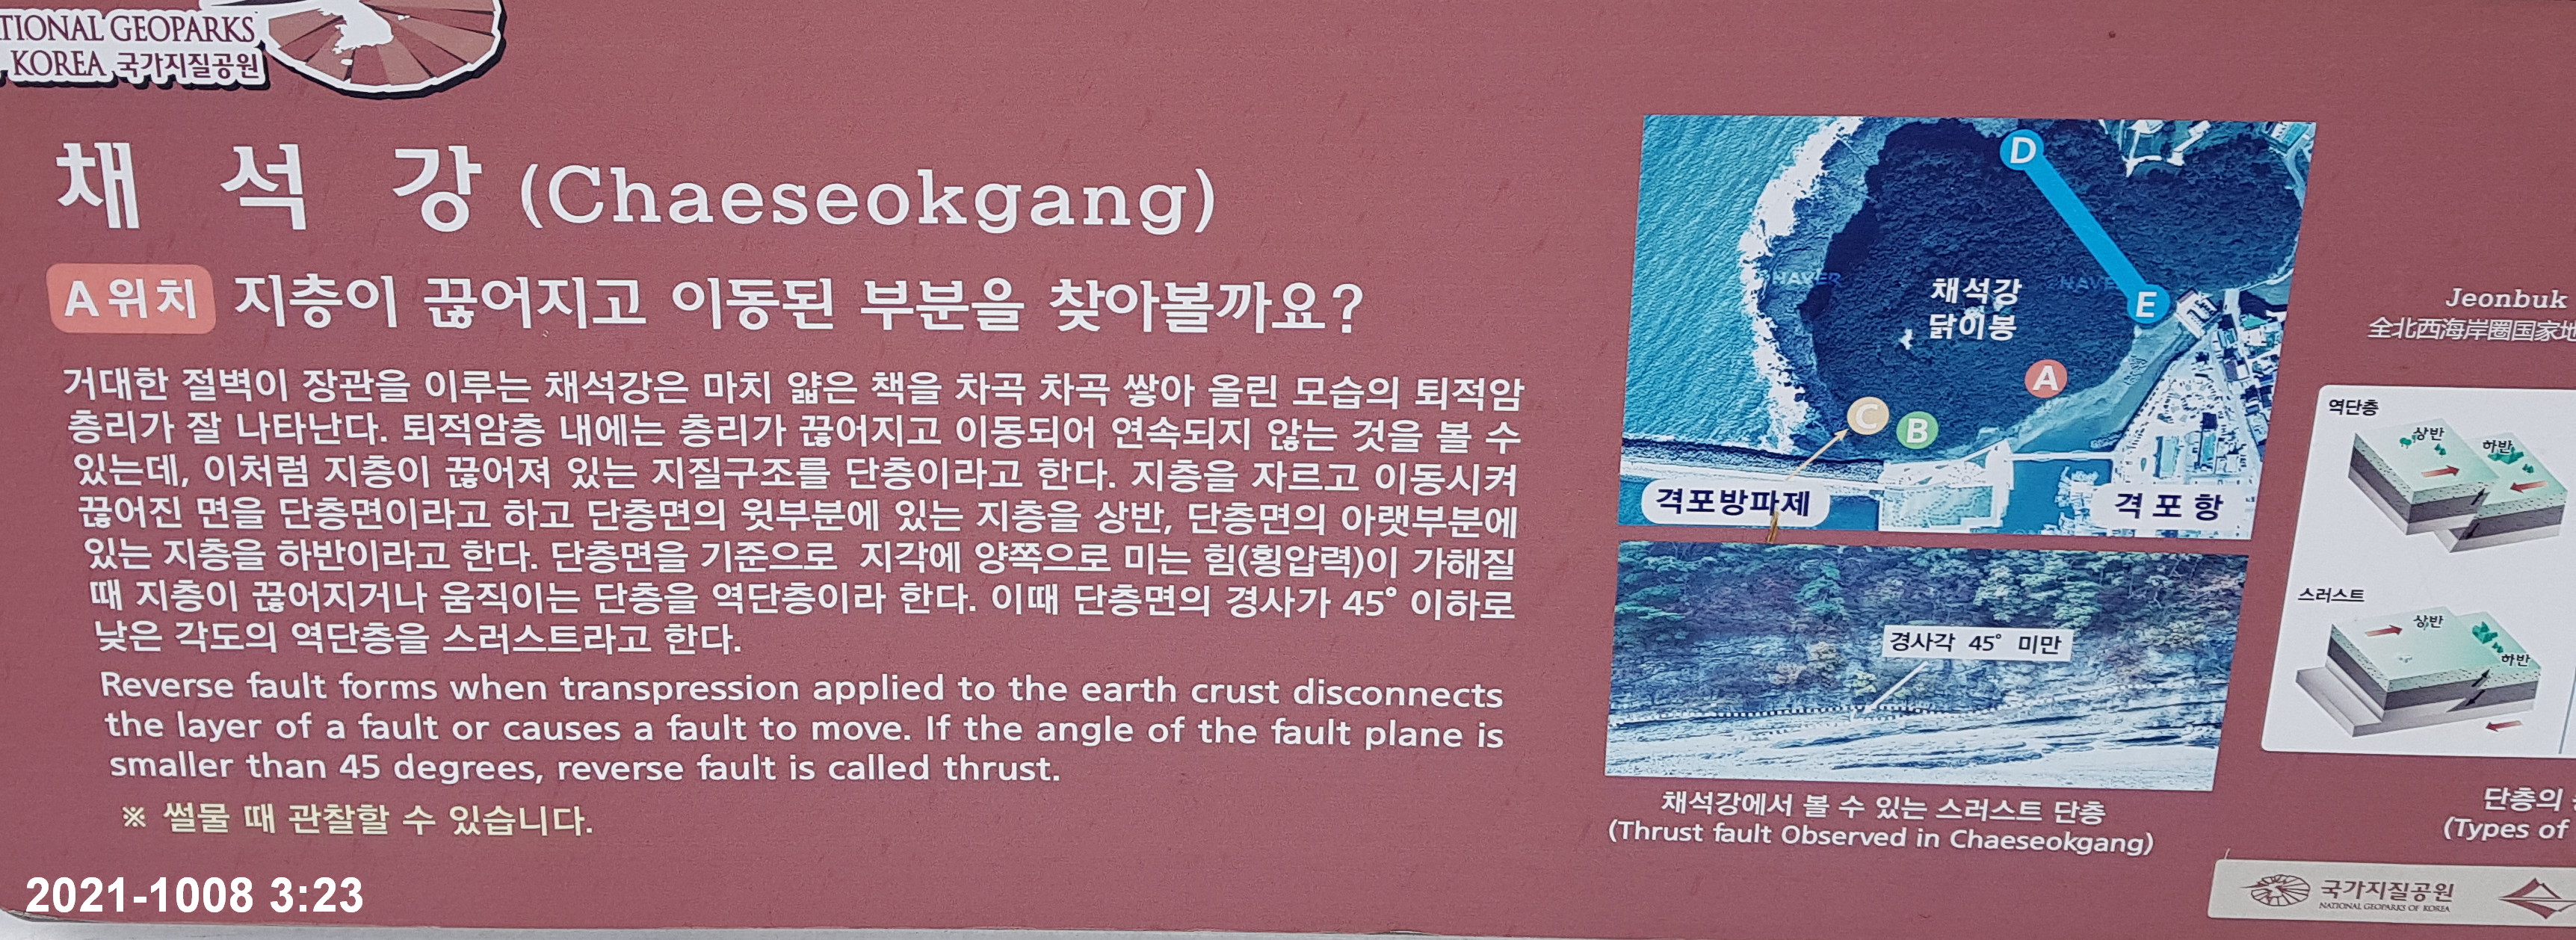 NATIONAL GEOPARKS
KOREA 국가지질공원
채 석 강 (Chaeseokgang)
A위치 지층이 끊어지고 이동된 부분을 찾아볼까요?
거대한 절벽이 장관을 이루는 채석강은 마치 얇은 책을 차곡 차곡 쌓아 올린 모습의 퇴적암
층리가 잘 나타난다. 퇴적암층 내에는 층리가 끊어지고 이동되어 연속되지 않는 것을 볼 수
있는데, 이처럼 지층이 끊어져 있는 지질구조를 단층이라고 한다. 지층을 자르고 이동시켜
끊어진 면을 단층면이라고 하고 단층면의 윗부분에 있는 지층을 상반, 단층면의 아랫부분에
있는 지층을 하반이라고 한다. 단층면을 기준으로 지각에 양쪽으로 미는 힘(횡압력)이 가해질
때 지층이 끊어지거나 움직이는 단층을 역단층이라 한다. 이때 단층면의 경사가 45° 이하로
낮은 각도의 역단층을 스러스트라고 한다.
Reverse fault forms when transpression applied to the earth crust disconnects
the layer of a fault or causes a fault to move. If the angle of the fault plane is
smaller than 45 degrees, reverse fault is called thrust.
※ 썰물 때 관찰할 수 있습니다.
2021-1008 3:23
D
NAVER
NAVER
채석강
닭이봉
E
A
C
B
격포방파제
격포항
경사각 45° 미만
채석강에서 볼 수 있는 스러스트 단층
(Thrust fault Observed in Chaeseokgang)
Jeonbuk
全北西海岸圈国家地
역단층
상반
하반
스러스트
상반
하반
단층의
(Types of
국가지질공원
NATIONAL GEOPARKS OF KOREA